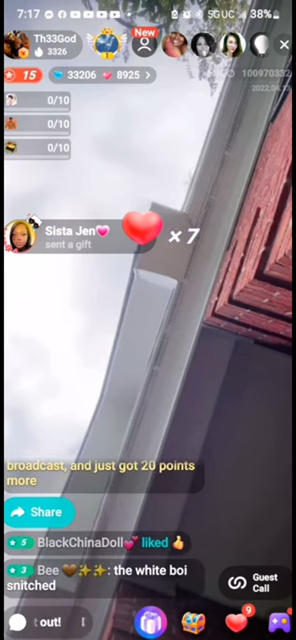 7:17
5GUC
38%
Th33God
3326
New
15
33206
8925
100970332
2022.04.13
0/10
0/10
0/10
Sista Jen
sent a gift
×7
broadcast, and just got 20 points
more
Share
5 BlackChinaDoll liked
3 Bee : the white boi
snitched
Guest
Call
t out!
9